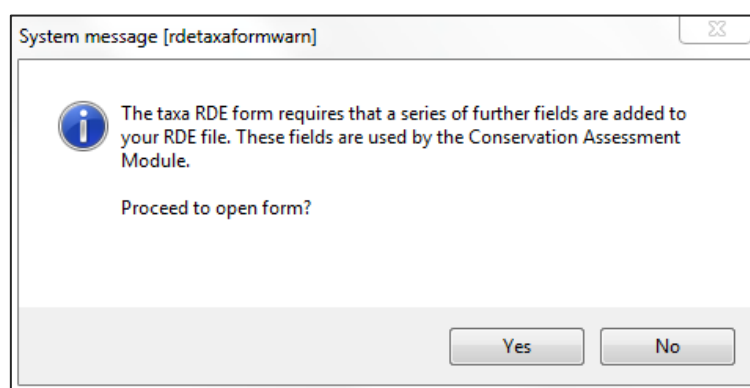 System message [rdetaxaformwarn]
The taxa RDE form requires that a series of further fields are added to
your RDE file. These fields are used by the Conservation Assessment
Module.
Proceed to open form?
Yes
No